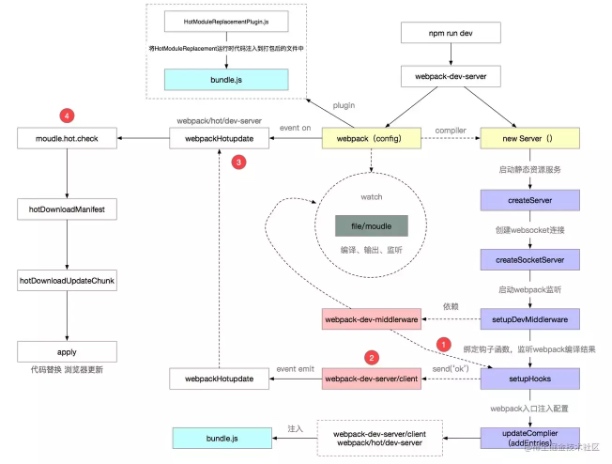 HotModuleReplacementPlugin.js
npm run dev
将HotModuleReplacement运行时代码注入到打包后的文件中
bundle.js
webpack-dev-server
plugin
webpack/hot/dev-server
4
moudle.hot.check
webpackHotupdate
event on
webpack (config)
compiler
new Server ()
3
启动静态资源服务
watch
createServer
hotDownloadManifest
file/moudle
创建websocket连接
编译、输出、监听
createSocketServer
hotDownloadUpdateChunk
启动webpack监听
webpack-dev-middlerware
依赖
setupDevMiddlerware
apply
1
绑定钩子函数，监听webpack编译结果
代码替换 浏览器更新
2
webpackHotupdate
event emit
webpack-dev-server/client
send("ok")
setupHooks
webpack入口注入配置
bundle.js
注入
webpack-dev-server/client
webpack/hot/dev-server
updateComplier
(addEntries)
@稀土掘金技术社区